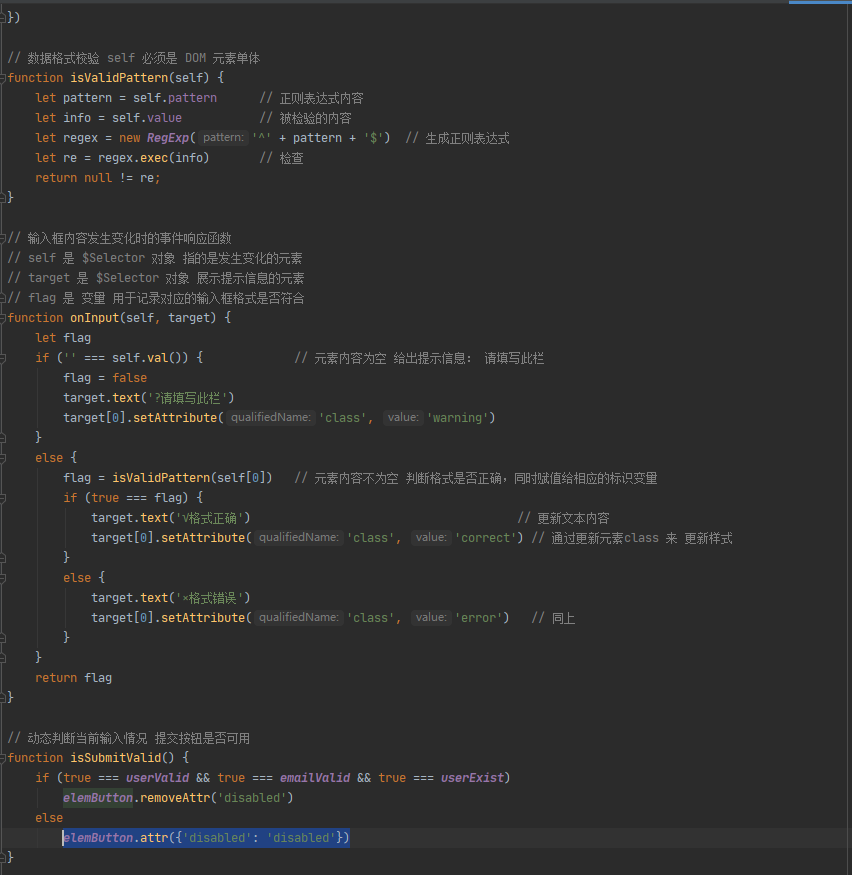 })
// 数据格式校验 self 必须是 DOM 元素单体
function isValidPattern(self) {
    let pattern = self.pattern      // 正则表达式内容
    let info = self.value           // 被检验的内容
    let regex = new RegExp( pattern: '^' + pattern + '$')  // 生成正则表达式
    let re = regex.exec(info)       // 检查
    return null != re;
}
// 输入框内容发生变化时的事件响应函数
// self 是 $Selector 对象 指的是发生变化的元素
// target 是 $Selector 对象 展示提示信息的元素
// flag 是 变量 用于记录对应的输入框格式是否符合
function onInput(self, target) {
    let flag
    if ('' === self.val()) {             // 元素内容为空 给出提示信息: 请填写此栏
        flag = false
        target.text('?请填写此栏')
        target[0].setAttribute( qualifiedName: 'class', value: 'warning')
    }
    else {
        flag = isValidPattern(self[0])   // 元素内容不为空 判断格式是否正确,同时赋值给相应的标识变量
        if (true === flag) {
            target.text('√格式正确')                                      // 更新文本内容
            target[0].setAttribute( qualifiedName: 'class', value: 'correct') // 通过更新元素class 来 更新样式
        }
        else {
            target.text('×格式错误')
            target[0].setAttribute( qualifiedName: 'class', value: 'error')   // 同上
        }
    }
    return flag
}
// 动态判断当前输入情况 提交按钮是否可用
function isSubmitValid() {
    if (true === userValid && true === emailValid && true === userExist)
        elemButton.removeAttr('disabled')
    else
        elemButton.attr({'disabled': 'disabled'})
}